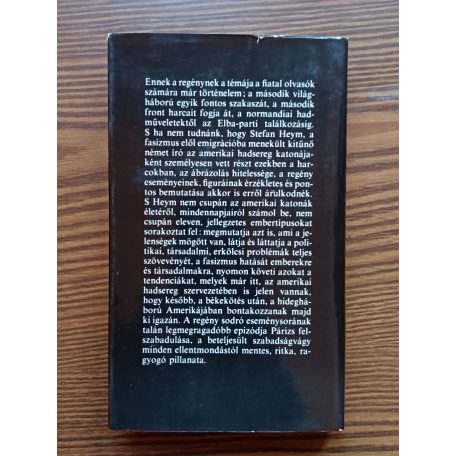 Ennek a regénynek a témája a fiatal olvasók
számára már történelem; a második világ-
háború egyik fontos szakaszát, a második
front harcait fogja át, a normandiai had-
műveletektől az Elba-parti találkozásig.
S ha nem tudnánk, hogy Stefan Heym, a
fasizmus elől emigrációba menekült kitűnő
német író az amerikai hadsereg katonája-
ként személyesen vett részt ezekben a har-
cokban, az ábrázolás hitelessége, a regény
eseményeinek, figuráinak érzékletes és pon-
tos bemutatása akkor is erről árulkodnék.
S Heym nem csupán az amerikai katonák
életéről, mindennapjairól számol be, nem
csupán eleven, jellegzetes embertípusokat
sorakoztat fel: megmutatja azt is, ami a je-
lenségek mögött van, látja és láttatja a poli-
tikai, társadalmi, erkölcsi problémák teljes
szövevényét, a fasizmus hatását emberekre
és társadalmakra, nyomon követi azokat a
tendenciákat, melyek már itt, az amerikai
hadsereg szervezetében is jelen vannak,
hogy később, a békekötés után, a hideghá-
ború Amerikájában bontakozzanak majd
ki igazán. A regény sodró eseménysorának
talán legmegragadóbb epizódja Párizs fel-
szabadulása, a beteljesült szabadságvágy
minden ellentmondástól mentes, ritka, ra-
gyogó pillanata.